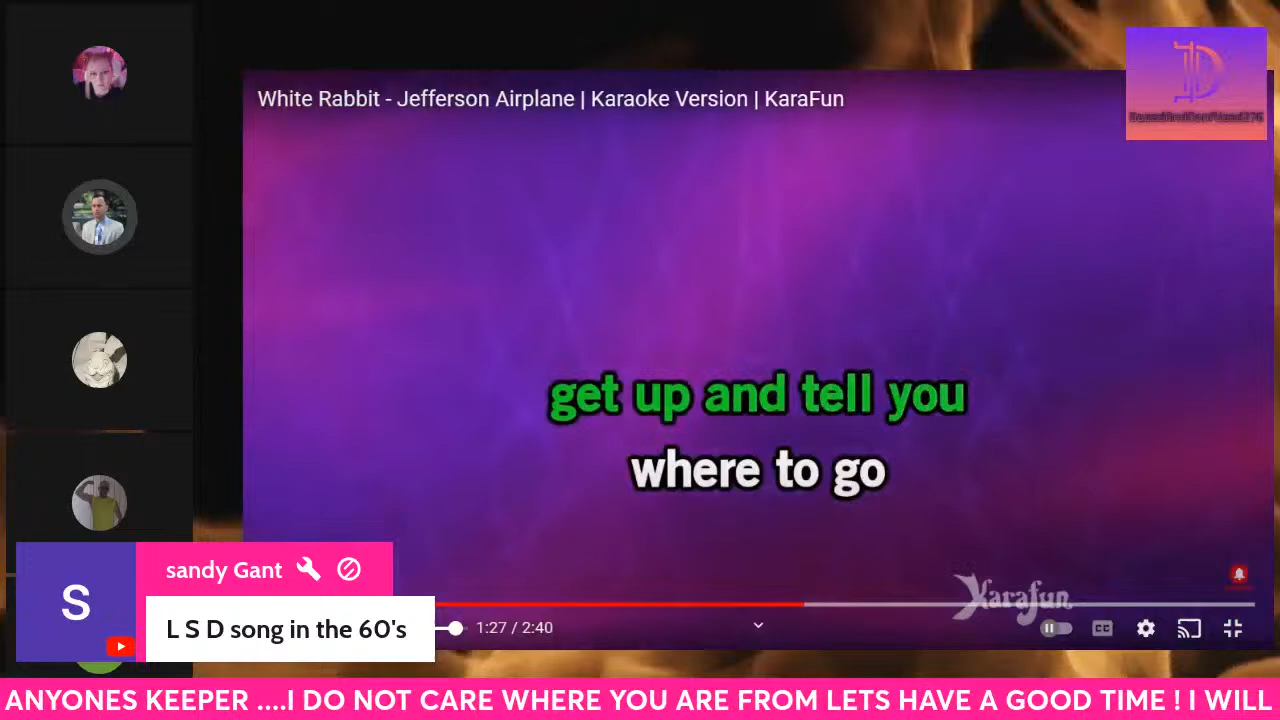 White Rabbit - Jefferson Airplane | Karaoke Version | KaraFun
D
get up and tell you
where to go
Karafun
sandy Gant
S
L S D song in the 60's
1:27 / 2:40
CC
ANYONES KEEPER ....I DO NOT CARE WHERE YOU ARE FROM LETS HAVE A GOOD TIME ! I WILL